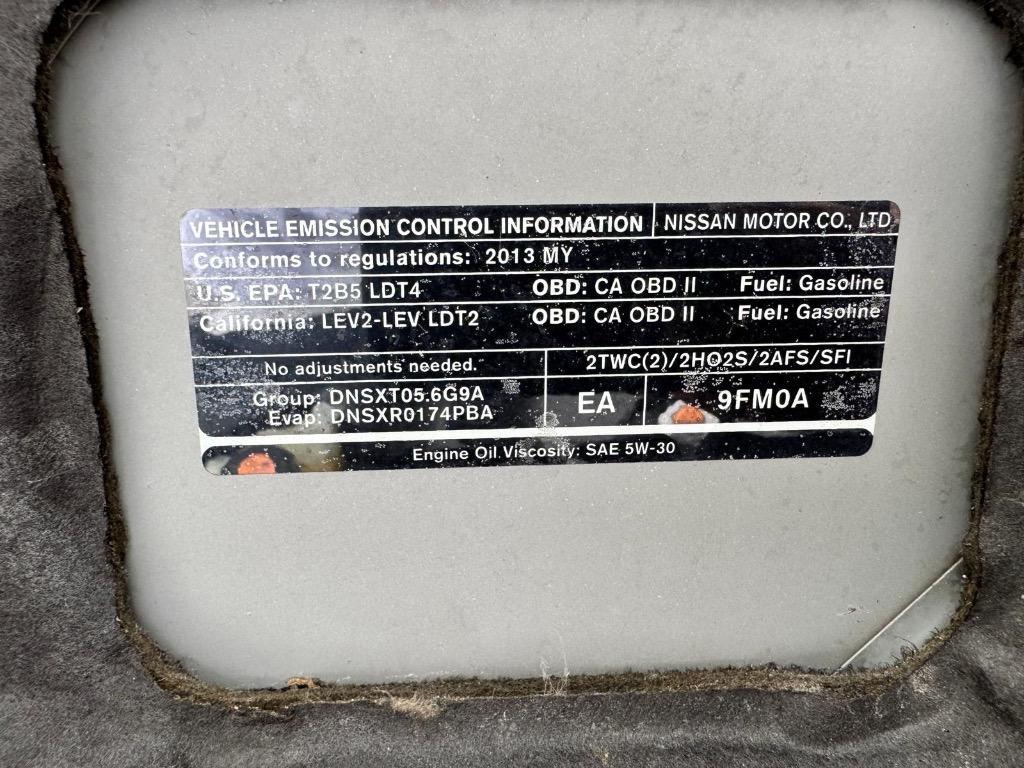 VEHICLE EMISSION CONTROL INFORMATION NISSAN MOTOR CO., LTD
Conforms to regulations: 2013 MY
U.S. EPA: T2B5 LDT4 OBD: CA OBD II Fuel: Gasoline
California: LEV2-LEV LDT2 OBD: CA OBD II Fuel: Gasoline
No adjustments needed. 2TWC(2)/2HO2S/2AFS/SFI
Group: DNSXT05.6G9A
Evap: DNSXR0174PBA
EA 9FM0A
Engine Oil Viscosity: SAE 5W-30